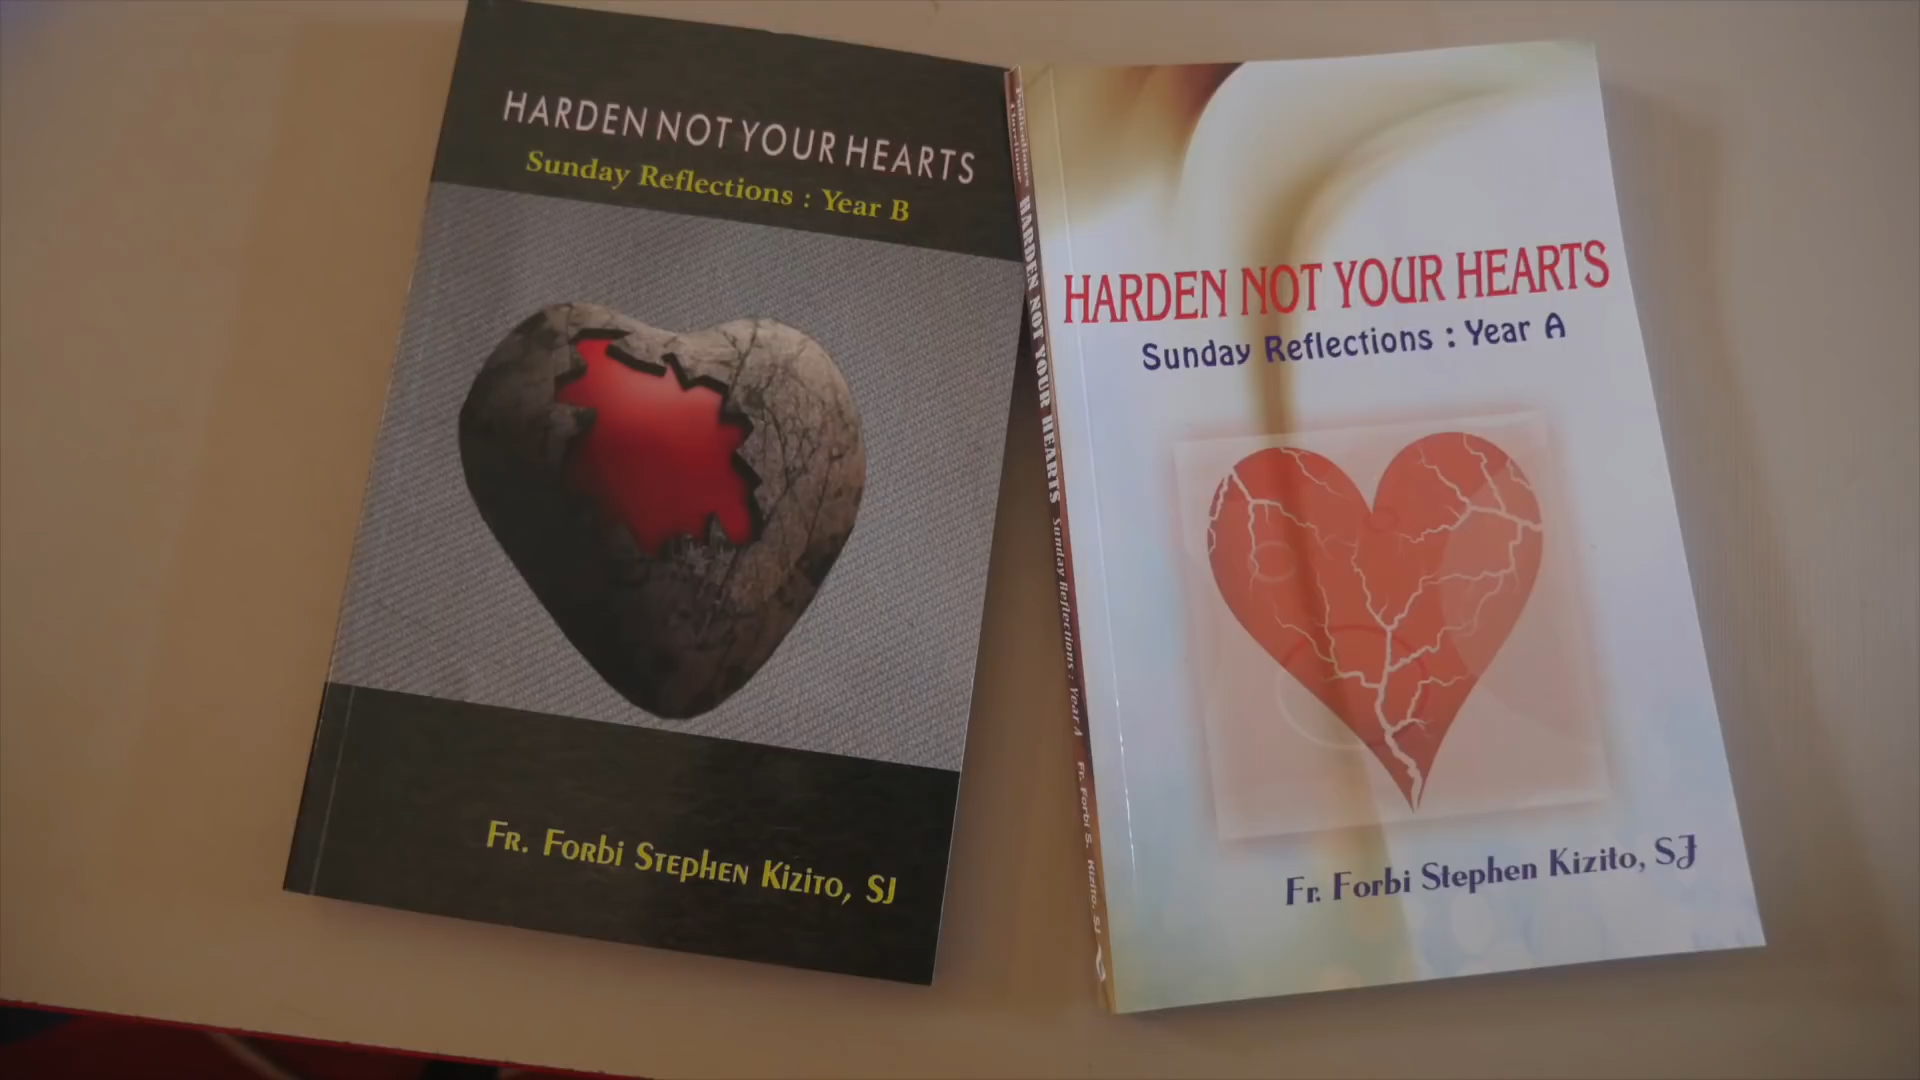 HARDEN NOT YOUR HEARTS
Sunday Reflections : Year B
Fr. Forbi Stephen Kizito, SJ
Publications
HARDEN NOT YOUR HEARTS Sunday Reflections : Year A Fr. Forbi S. Kizito, SJ
HARDEN NOT YOUR HEARTS
Sunday Reflections : Year A
Fr. Forbi Stephen Kizito, SJ